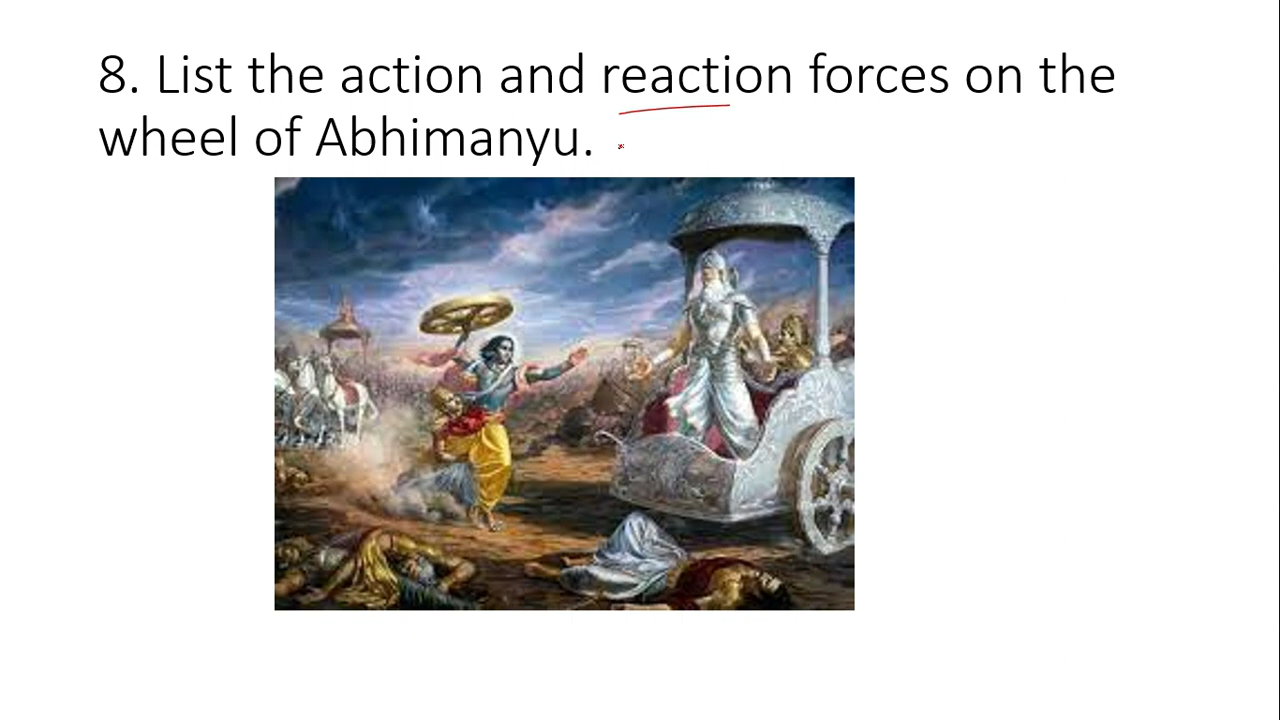 8. List the action and reaction forces on the
wheel of Abhimanyu.